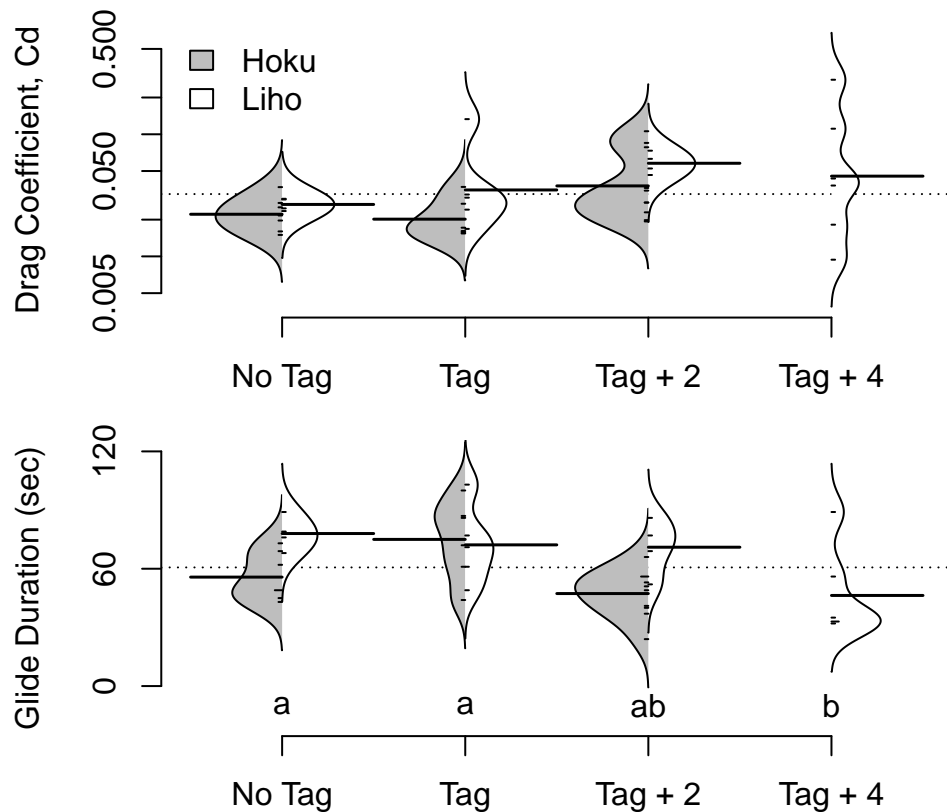 Drag Coefficient, Cd
0.500
0.050
0.005
Hoku
Liho
No Tag Tag Tag + 2 Tag + 4
Glide Duration (sec)
120
60
0
a a ab b
No Tag Tag Tag + 2 Tag + 4